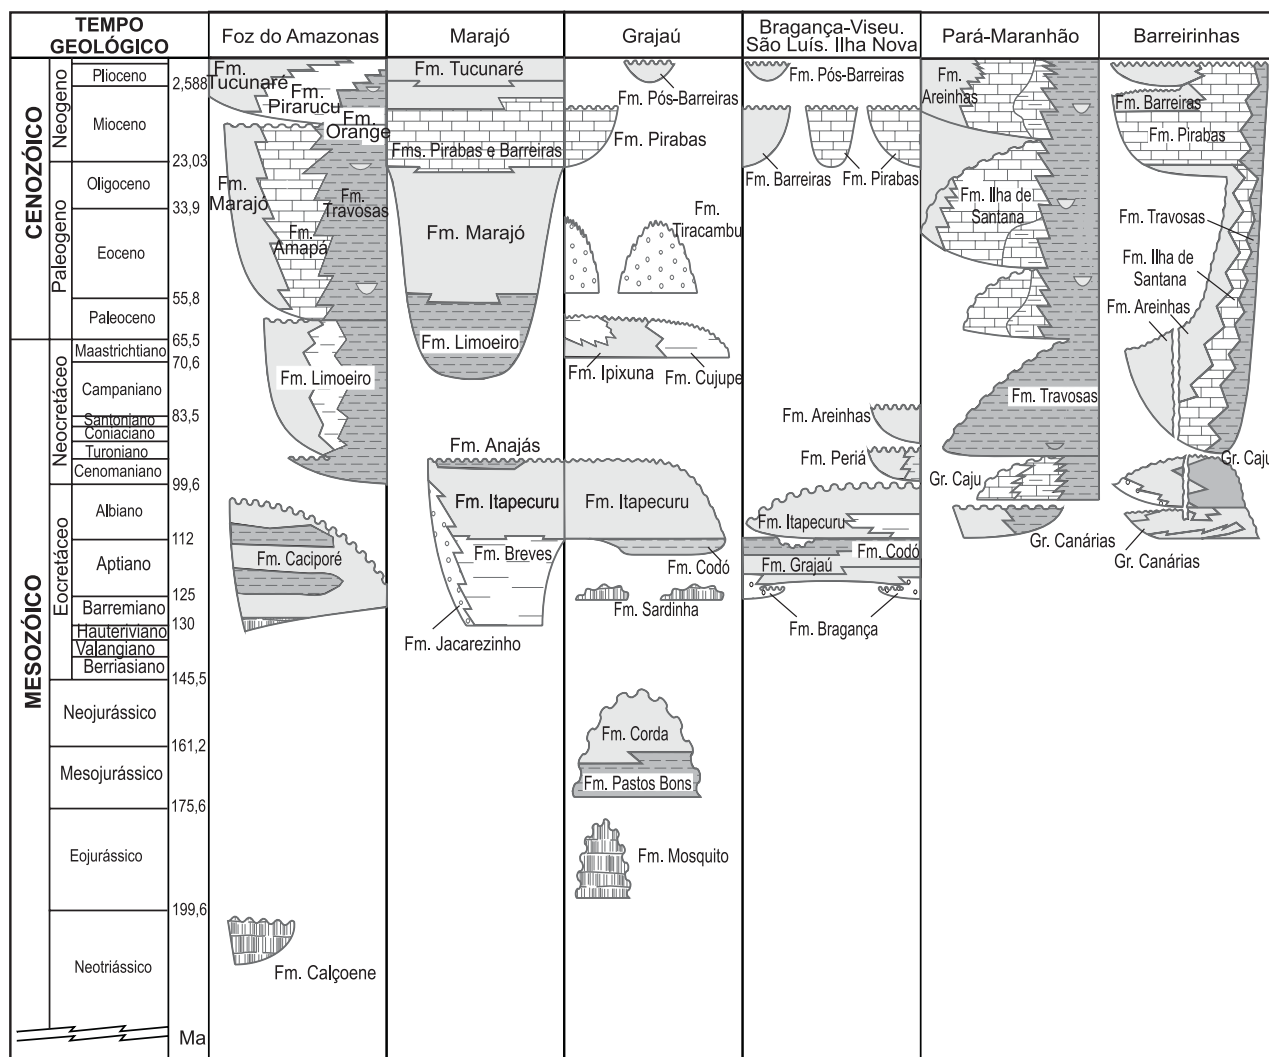 TEMPO
GEOLÓGICO
Foz do Amazonas
Marajó
Grajaú
Bragança-Viseu.
São Luís. Ilha Nova
Pará-Maranhão
Barreirinhas
CENOZÓICO
MESOZÓICO
Neogeno
Paleogeno
Neocretáceo
Eocretáceo
Plioceno
Mioceno
Oligoceno
Eoceno
Paleoceno
Maastrichtiano
Campaniano
Santoniano
Coniaciano
Turoniano
Cenomaniano
Albiano
Aptiano
Barremiano
Hauteriviano
Valangiano
Berriasiano
Neojurássico
Mesojurássico
Eojurássico
Neotriássico
2,588
23,03
33,9
55,8
65,5
70,6
83,5
99,6
112
125
130
145,5
161,2
175,6
199,6
Ma
Fm.
Tucunaré
Fm.
Pirarucu
Fm.
Orange
Fm.
Marajó
Fm.
Amapá
Fm.
Travosas
Fm. Limoeiro
Fm. Caciporé
Fm. Calçoene
Fm. Tucunaré
Fms. Pirabas e Barreiras
Fm. Marajó
Fm. Limoeiro
Fm. Anajás
Fm. Itapecuru
Fm. Breves
Fm. Jacarezinho
Fm. Pós-Barreiras
Fm. Pirabas
Fm.
Tiracambu
Fm. Ipixuna
Fm. Cujupe
Fm. Itapecuru
Fm. Codó
Fm. Sardinha
Fm. Corda
Fm. Pastos Bons
Fm. Mosquito
Fm. Pós-Barreiras
Fm. Barreiras
Fm. Pirabas
Fm. Areinhas
Fm. Periá
Fm. Itapecuru
Fm. Codó
Fm. Grajaú
Fm. Bragança
Fm.
Areinhas
Fm. Ilha de
Santana
Fm. Travosas
Gr. Caju
Gr. Canárias
Fm. Barreiras
Fm. Pirabas
Fm. Travosas
Fm. Ilha de
Santana
Fm. Areinhas
Gr. Caju
Gr. Canárias